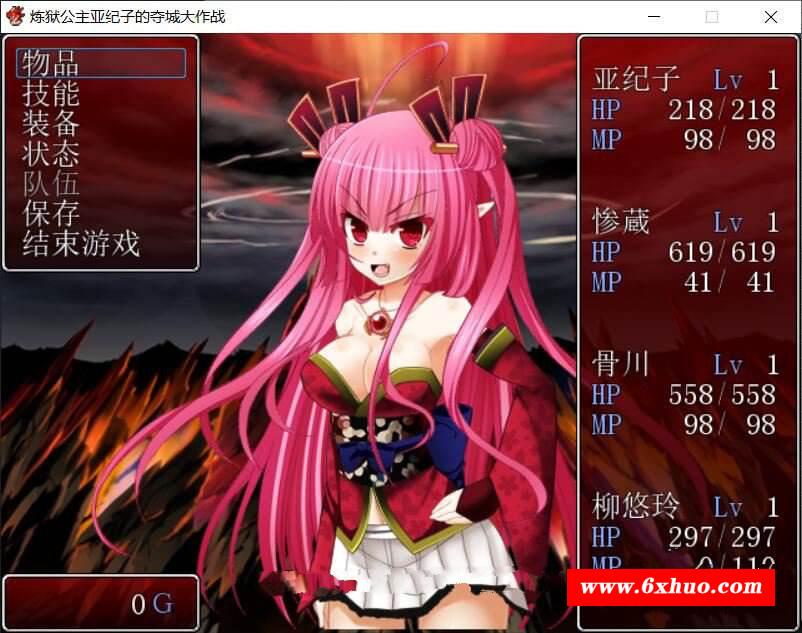 炼狱公主亚纪子的夺城大作战
物品
技能
装备
状态
队伍
保存
结束游戏
0 G
亚纪子 Lv 1
HP 218/218
MP 98/ 98
惨蔵 Lv 1
HP 619/619
MP 41/ 41
骨川 Lv 1
HP 558/558
MP 98/ 98
柳悠玲 Lv 1
HP 297/297
MP
www.6xhuo.com